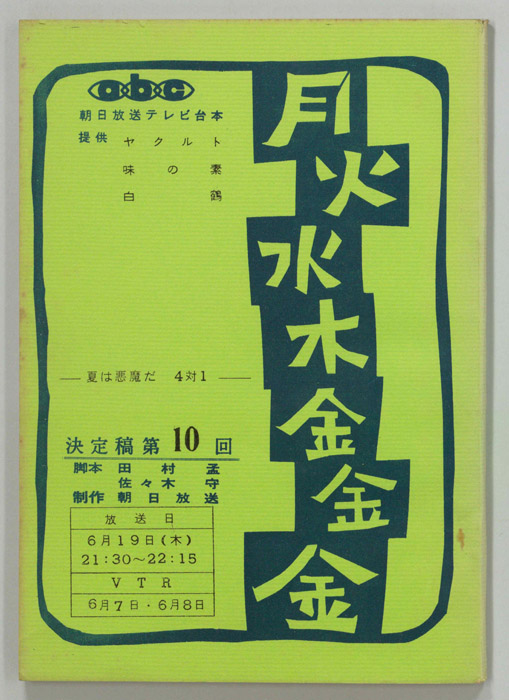 abc
朝日放送テレビ台本
提供 ヤクルト
味の素
白鶴
月火水木金金金
―夏は悪魔だ 4対1―
決定稿第10回
脚本 田村孟
佐々木守
制作 朝日放送
放送日
6月19日(木)
21:30～22:15
VTR
6月7日・6月8日